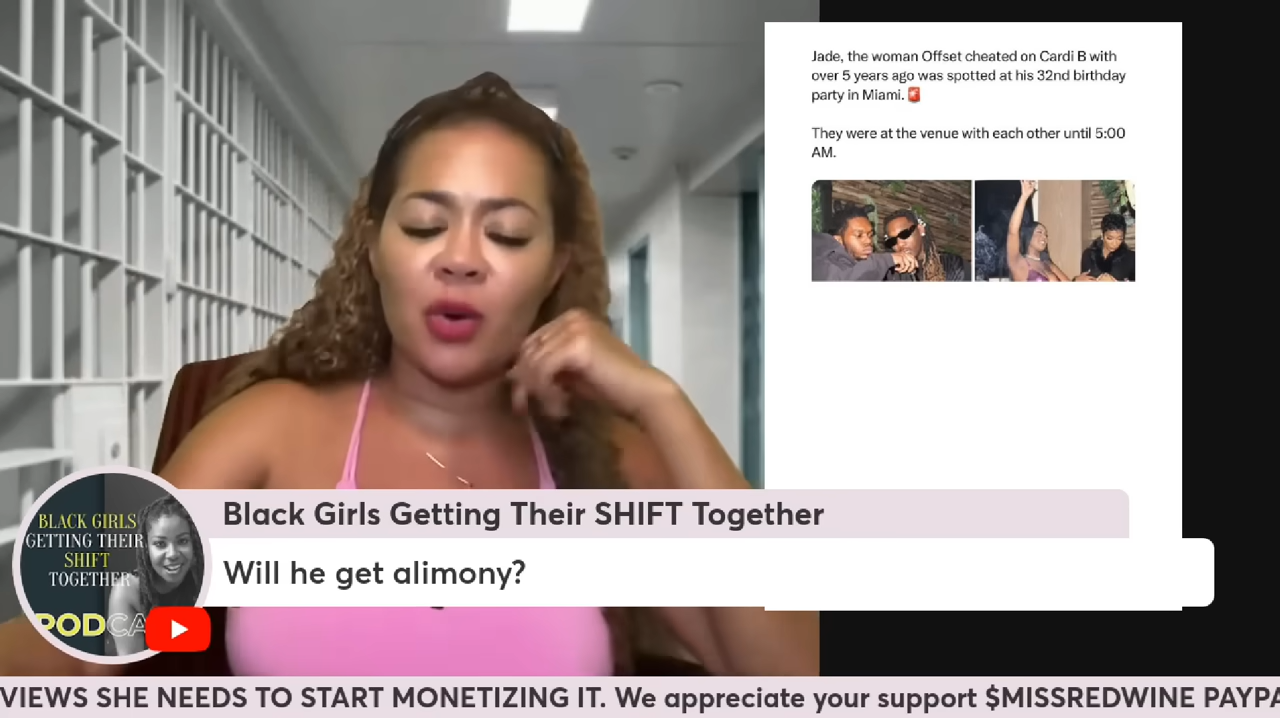 Jade, the woman Offset cheated on Cardi B with
over 5 years ago was spotted at his 32nd birthday
party in Miami. 🚨
They were at the venue with each other until 5:00
AM.
Black Girls Getting Their SHIFT Together
Will he get alimony?
BLACK GIRLS
GETTING THEIR
SHIFT
TOGETHER
PODCA
VIEWS SHE NEEDS TO START MONETIZING IT. We appreciate your support $MISSREDWINE PAYPA